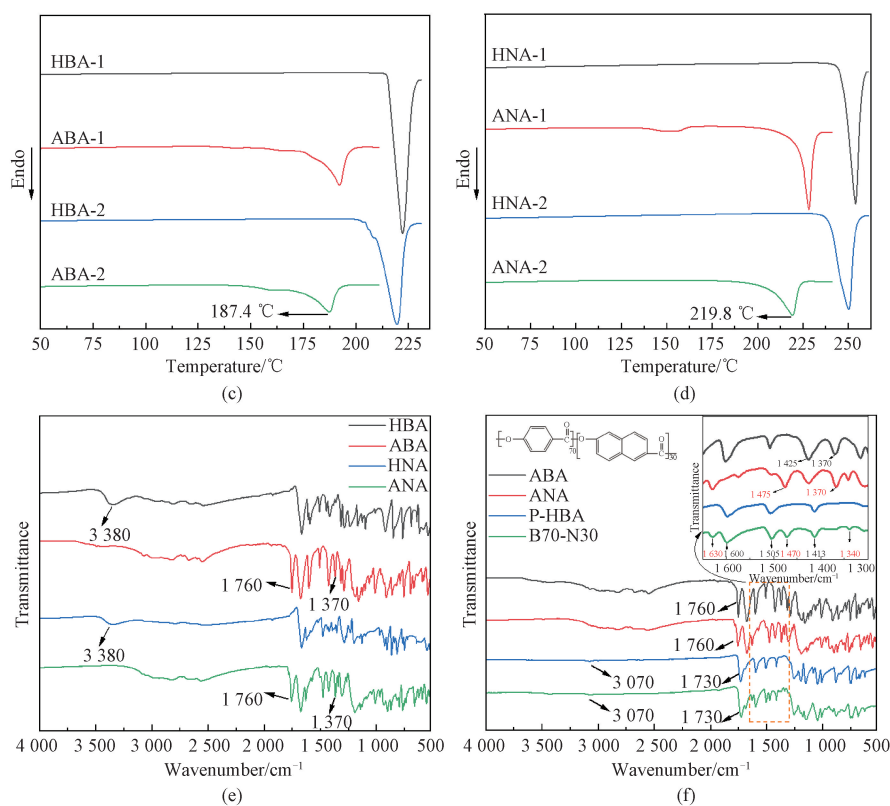 HBA-1
ABA-1
HBA-2
ABA-2
187.4 ℃
Endo
50 75 100 125 150 175 200 225
Temperature/℃
(c)
HNA-1
ANA-1
HNA-2
ANA-2
219.8 ℃
Endo
50 75 100 125 150 175 200 225 250
Temperature/℃
(d)
HBA
ABA
HNA
ANA
3 380
1 760
1 370
3 380
1 760
1 370
Transmittance
4 000 3 500 3 000 2 500 2 000 1 500 1 000 500
Wavenumber/cm⁻¹
(e)
O
O
C
70
O
O
C
30
ABA
ANA
P-HBA
B70-N30
1 425 1 370
1 475 1 370
1 630 1 600 1 505 1 470 1 413 1 340
1 600 1 500 1 400 1 300
Wavenumber/cm⁻¹
Transmittance
1 760
1 760
3 070 1 730
3 070 1 730
Transmittance
4 000 3 500 3 000 2 500 2 000 1 500 1 000 500
Wavenumber/cm⁻¹
(f)